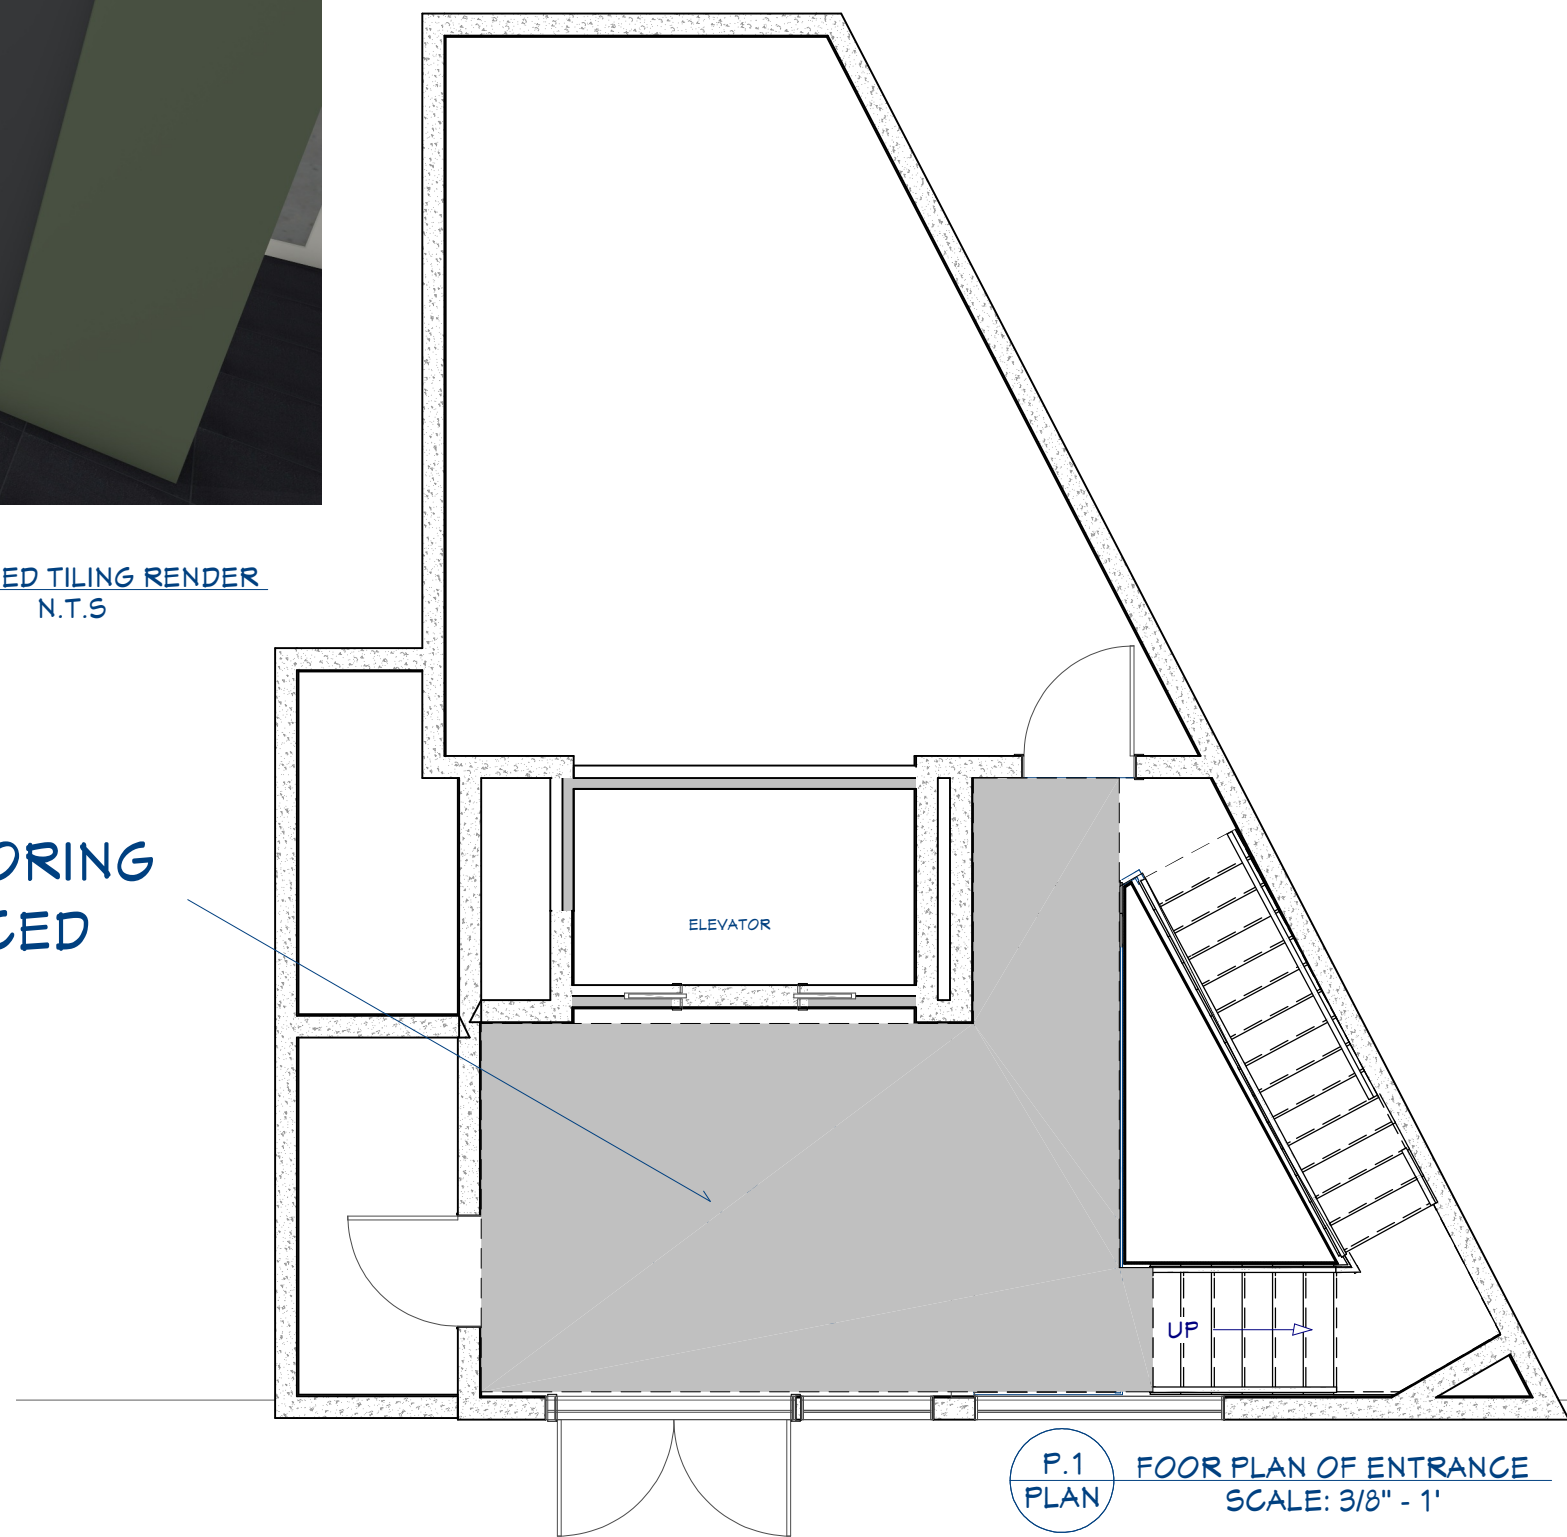 ED TILING RENDER
N.T.S
ORING
CED
ELEVATOR
UP
P.1
PLAN
FOOR PLAN OF ENTRANCE
SCALE: 3/8" - 1'